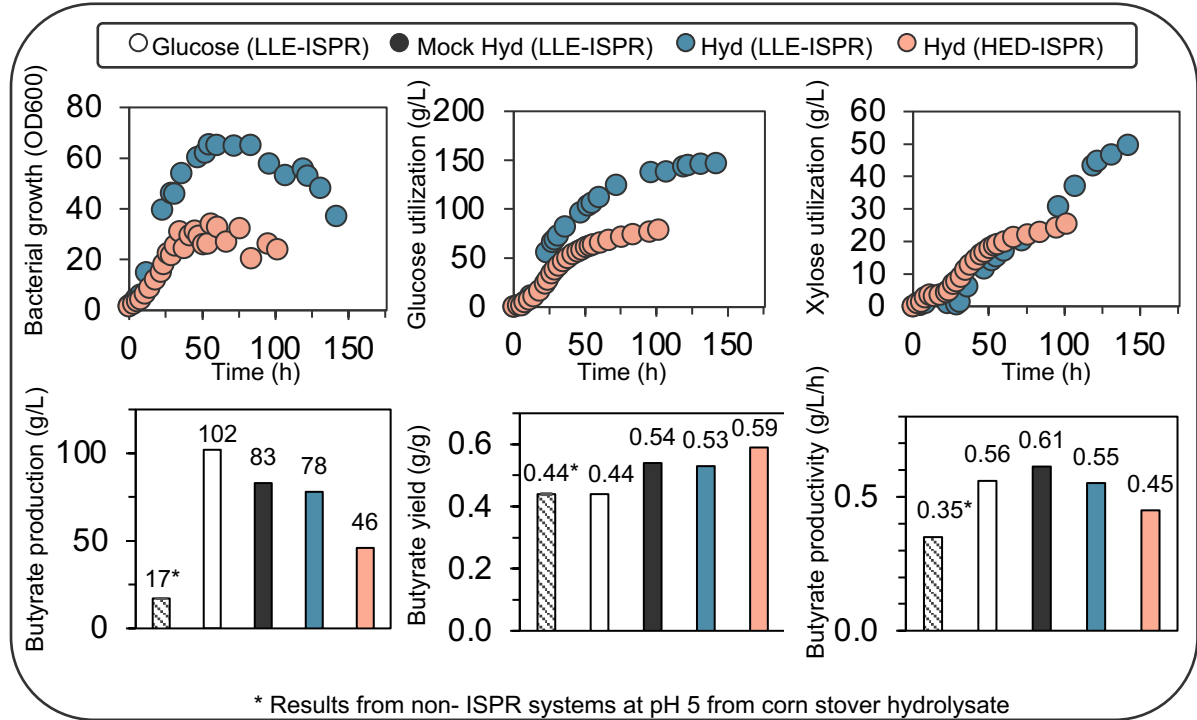 Glucose (LLE-ISPR) Mock Hyd (LLE-ISPR) Hyd (LLE-ISPR) Hyd (HED-ISPR)
Bacterial growth (OD600)
80
60
40
20
0
0 50 100 150
Time (h)
Glucose utilization (g/L)
200
150
100
50
0
0 50 100 150
Time (h)
Xylose utilization (g/L)
60
50
40
30
20
10
0
0 50 100 150
Time (h)
Butyrate production (g/L)
100
50
0
17* 102 83 78 46
Butyrate yield (g/g)
0.6
0.4
0.2
0.0
0.44* 0.44 0.54 0.53 0.59
Butyrate productivity (g/L/h)
0.5
0.0
0.35* 0.56 0.61 0.55 0.45
* Results from non- ISPR systems at pH 5 from corn stover hydrolysate